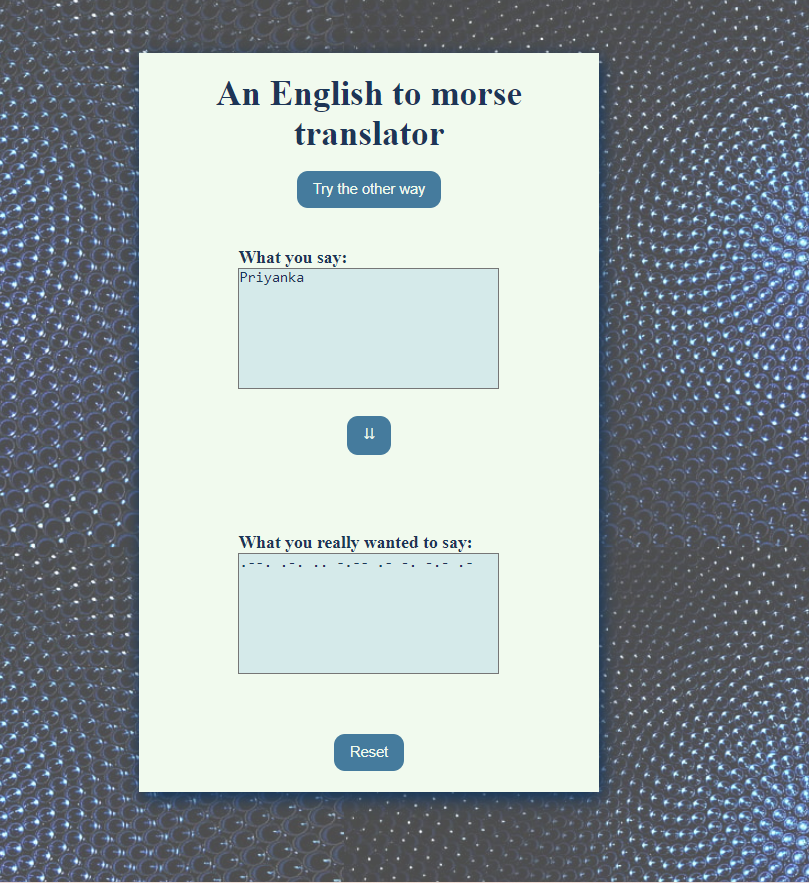 An English to morse
translator
Try the other way
What you say:
Priyanka
⇊
What you really wanted to say:
.--. .-. .. -.-- .- -. -.- .-
Reset